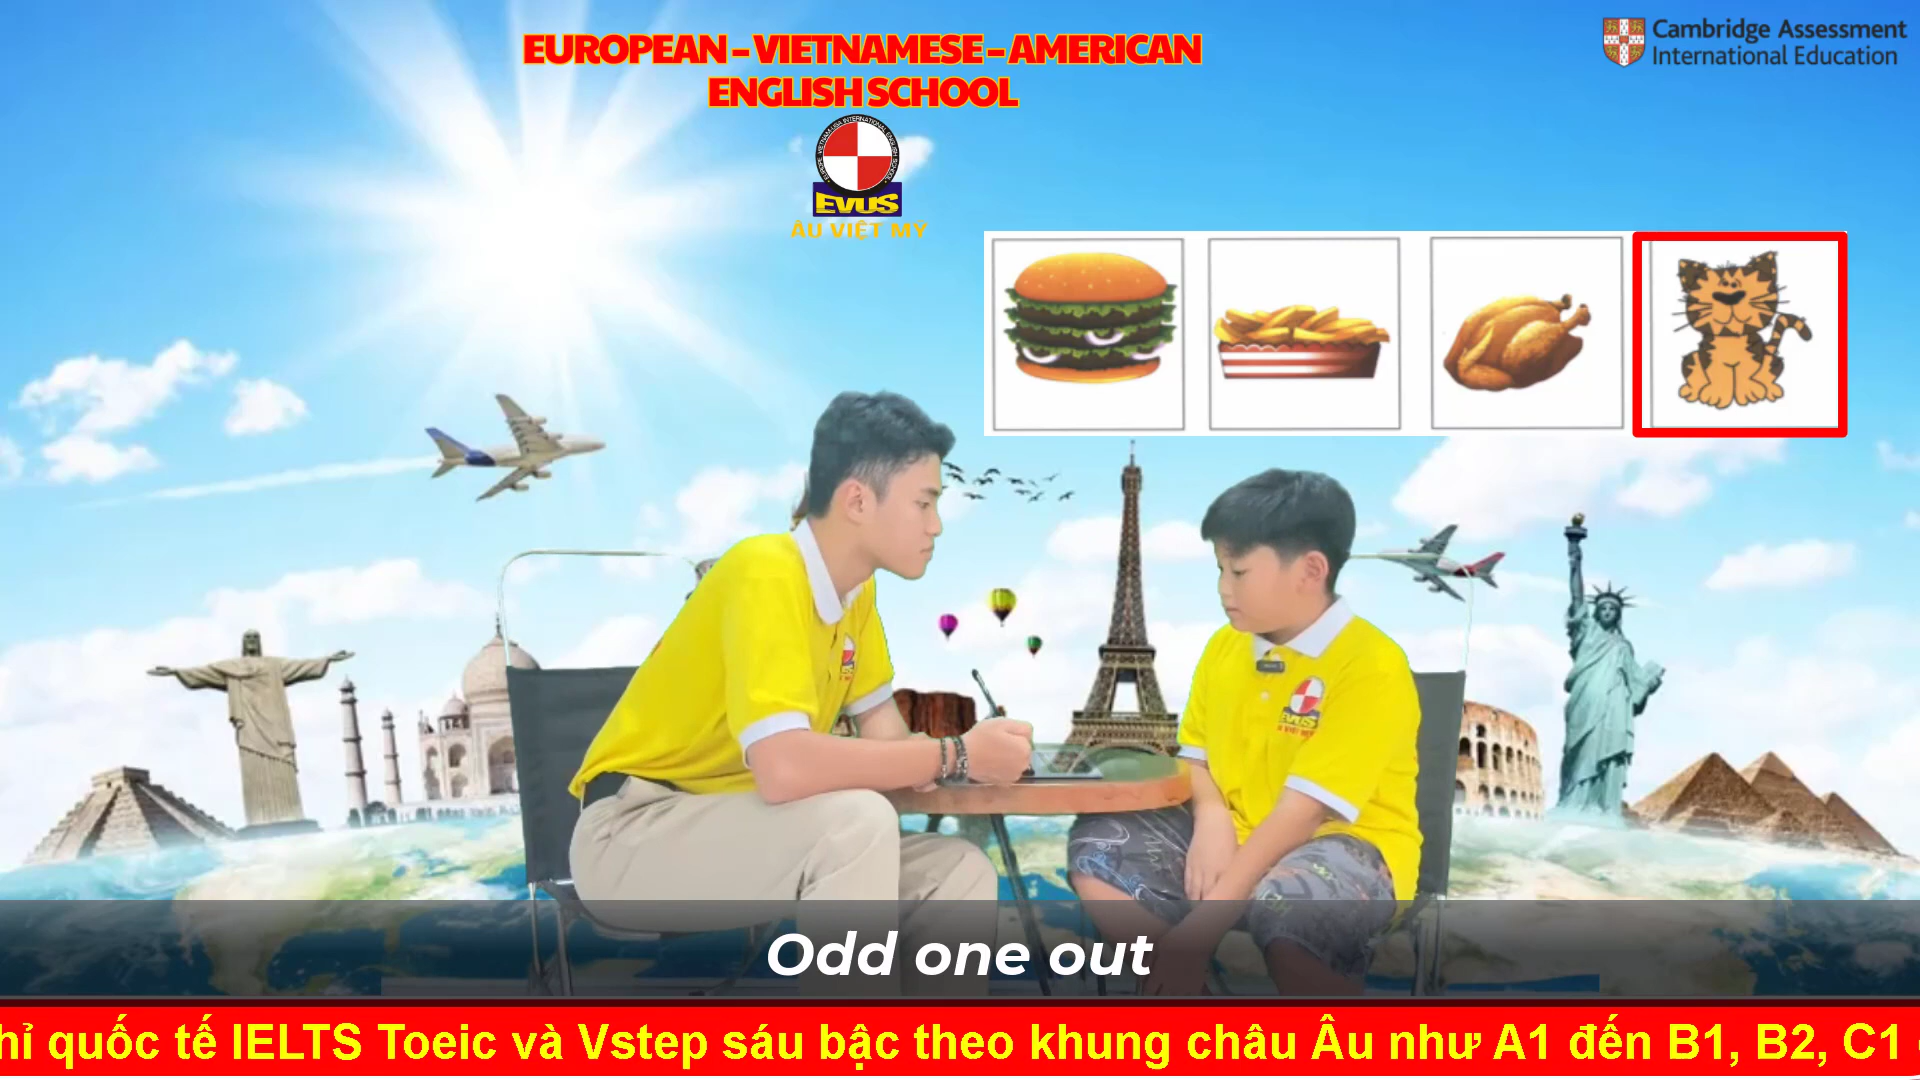 EUROPEAN – VIETNAMESE – AMERICAN
ENGLISH SCHOOL
Cambridge Assessment
International Education
EVUS
ÂU VIỆT MỸ
EVUS
Odd one out
hỉ quốc tế IELTS Toeic và Vstep sáu bậc theo khung châu Âu như A1 đến B1, B2, C1